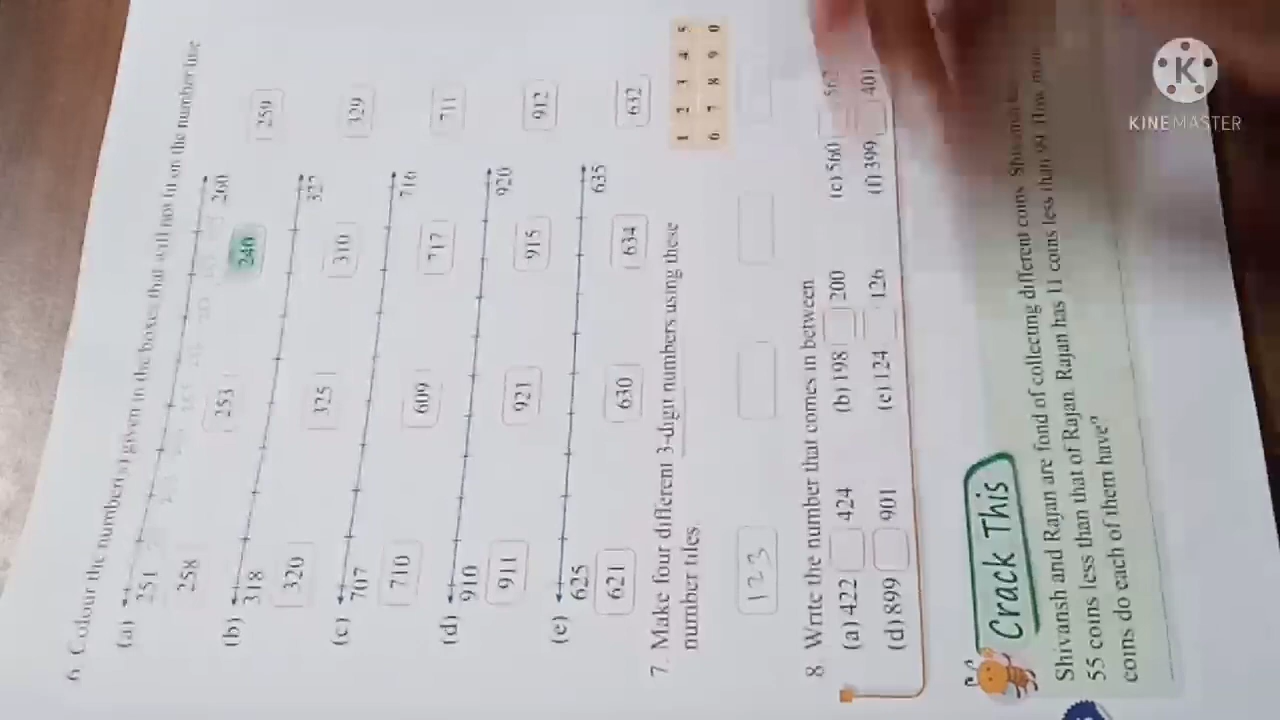 6 Colour the number(s) given in the boxes that will not fit on the number line
(a) 251 260
258 253 240 259
(b) 318 327
320 325 310 329
(c) 707 716
710 609 717 711
(d) 910 920
911 921 915 912
(e) 625 635
621 630 634 632
7. Make four different 3-digit numbers using these
number tiles.
1 2 3 4 5
6 7 8 9 0
123
8 Write the number that comes in between
(a) 422 424 (b) 198 200 (c) 560 562
(d) 899 901 (e) 124 126 (f) 399 401
Crack This
Shivansh and Rajan are fond of collecting different coins.
55 coins less than that of Rajan. Rajan has 11 coins less than 99. How
coins do each of them have?
K
KINEMASTER